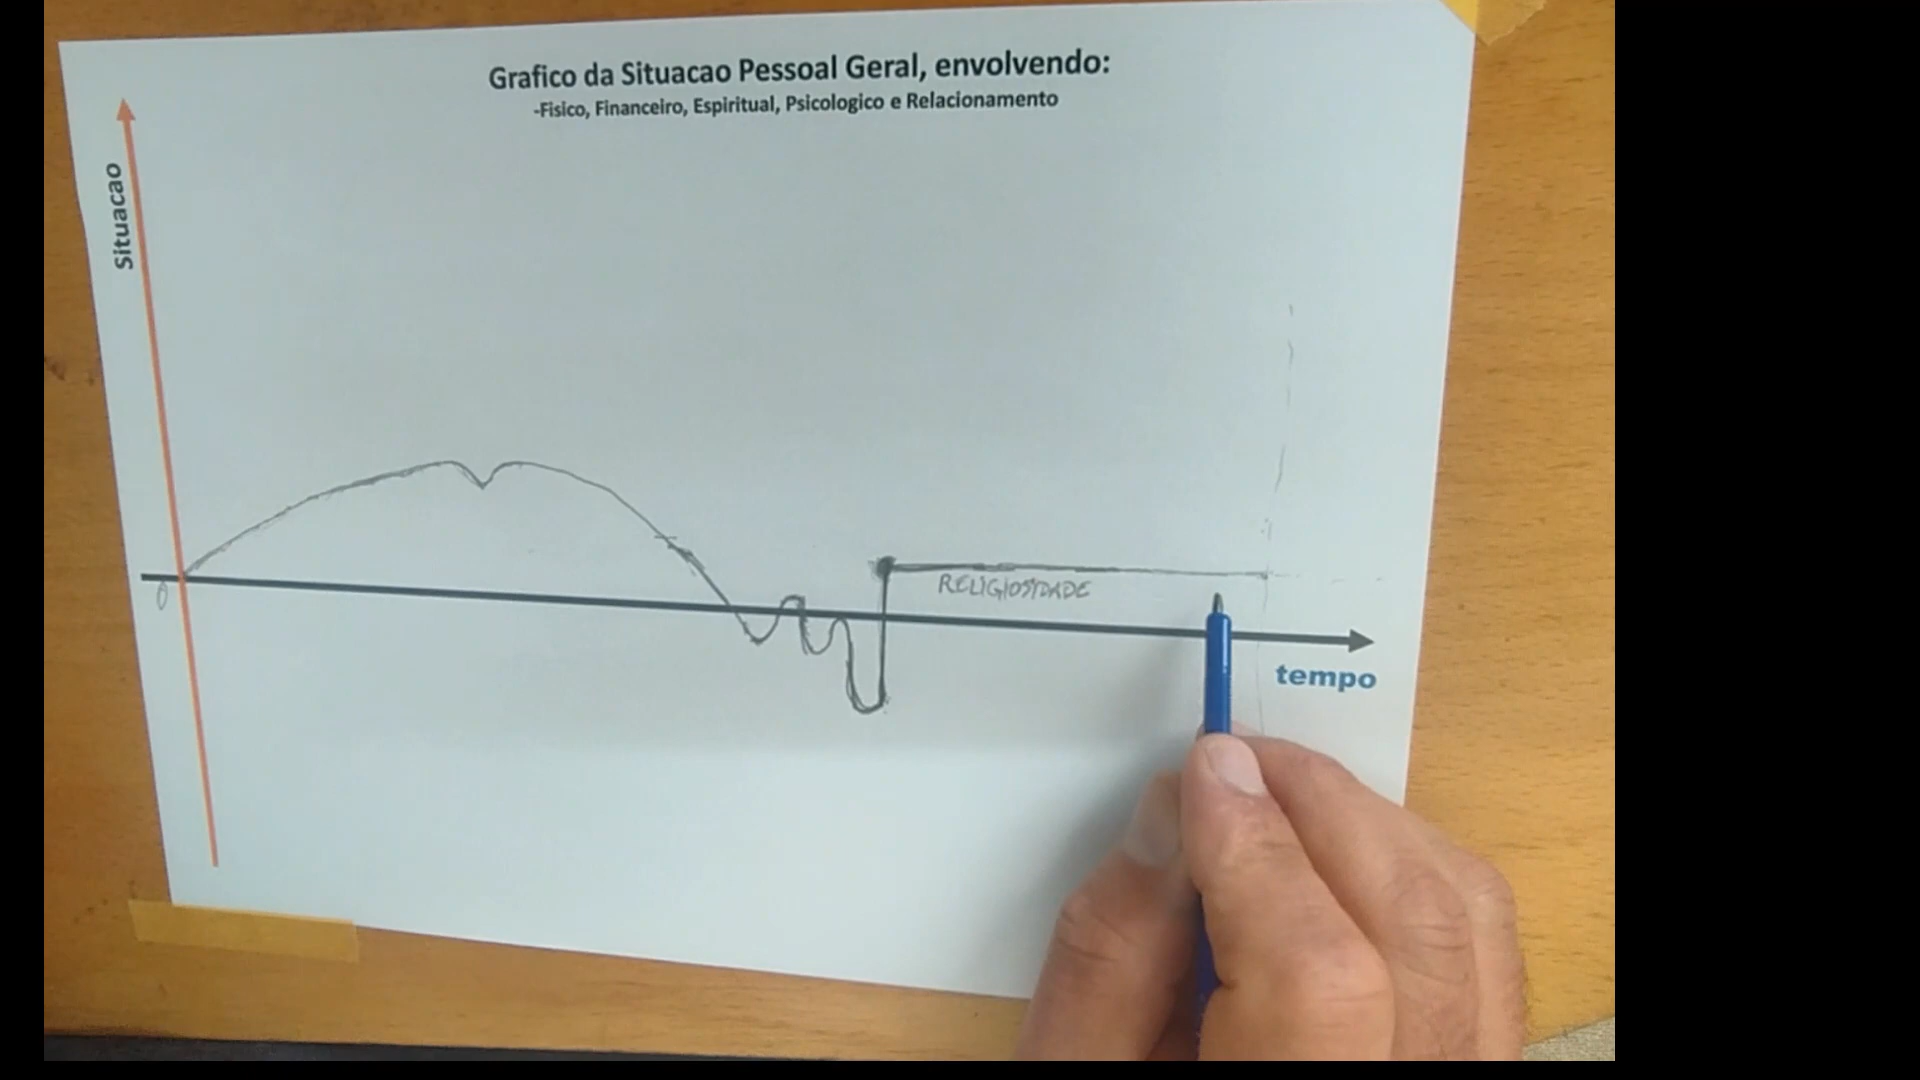 Grafico da Situacao Pessoal Geral, envolvendo:
-Fisico, Financeiro, Espiritual, Psicologico e Relacionamento
Situacao
0
RELIGIOSIDADE
tempo